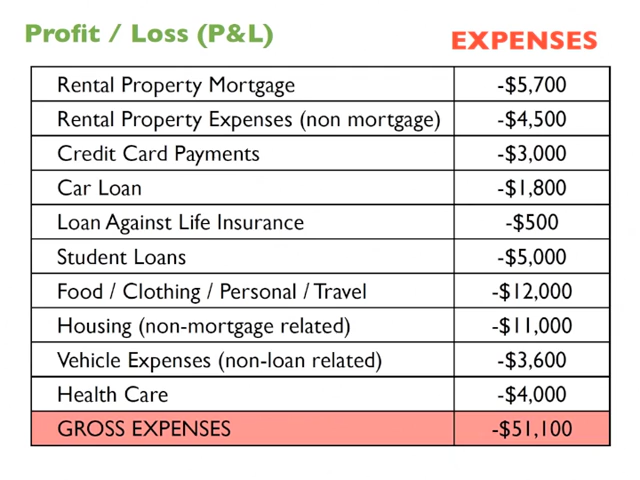 Profit / Loss (P&L)
EXPENSES
Rental Property Mortgage -$5,700
Rental Property Expenses (non mortgage) -$4,500
Credit Card Payments -$3,000
Car Loan -$1,800
Loan Against Life Insurance -$500
Student Loans -$5,000
Food / Clothing / Personal / Travel -$12,000
Housing (non-mortgage related) -$11,000
Vehicle Expenses (non-loan related) -$3,600
Health Care -$4,000
GROSS EXPENSES -$51,100